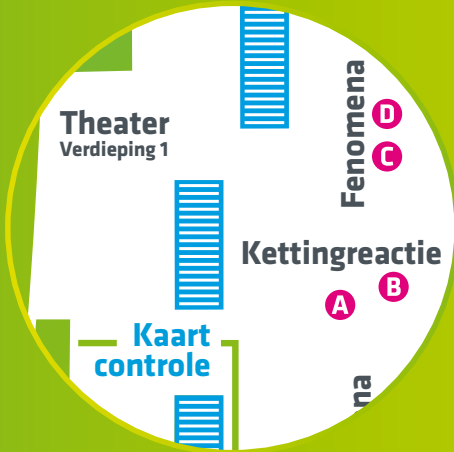 Theater
Verdieping 1
Fenomena
D
C
Kettingreactie
B
A
Kaart
controle